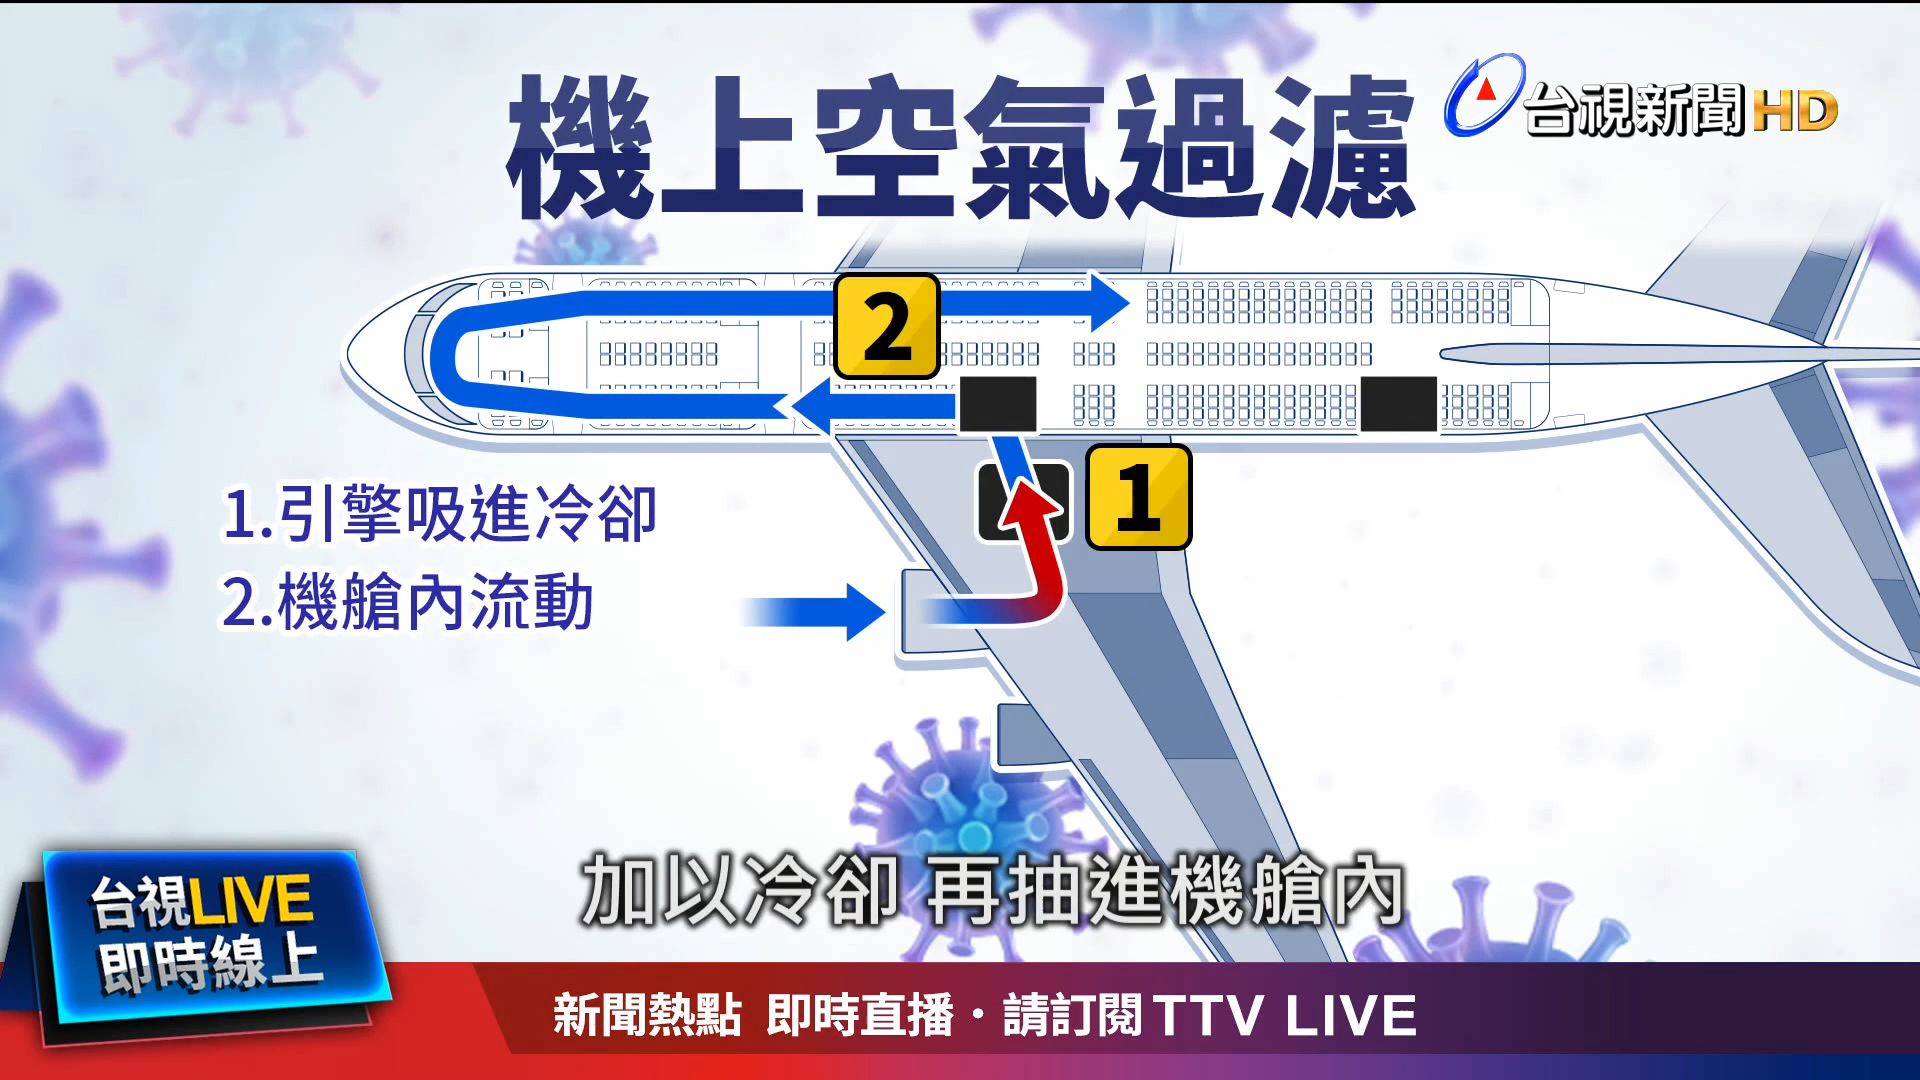 機上空氣過濾
台視新聞HD
2
1
1.引擎吸進冷卻
2.機艙內流動
加以冷卻 再抽進機艙內
台視LIVE
即時線上
新聞熱點 即時直播・請訂閱TTV LIVE